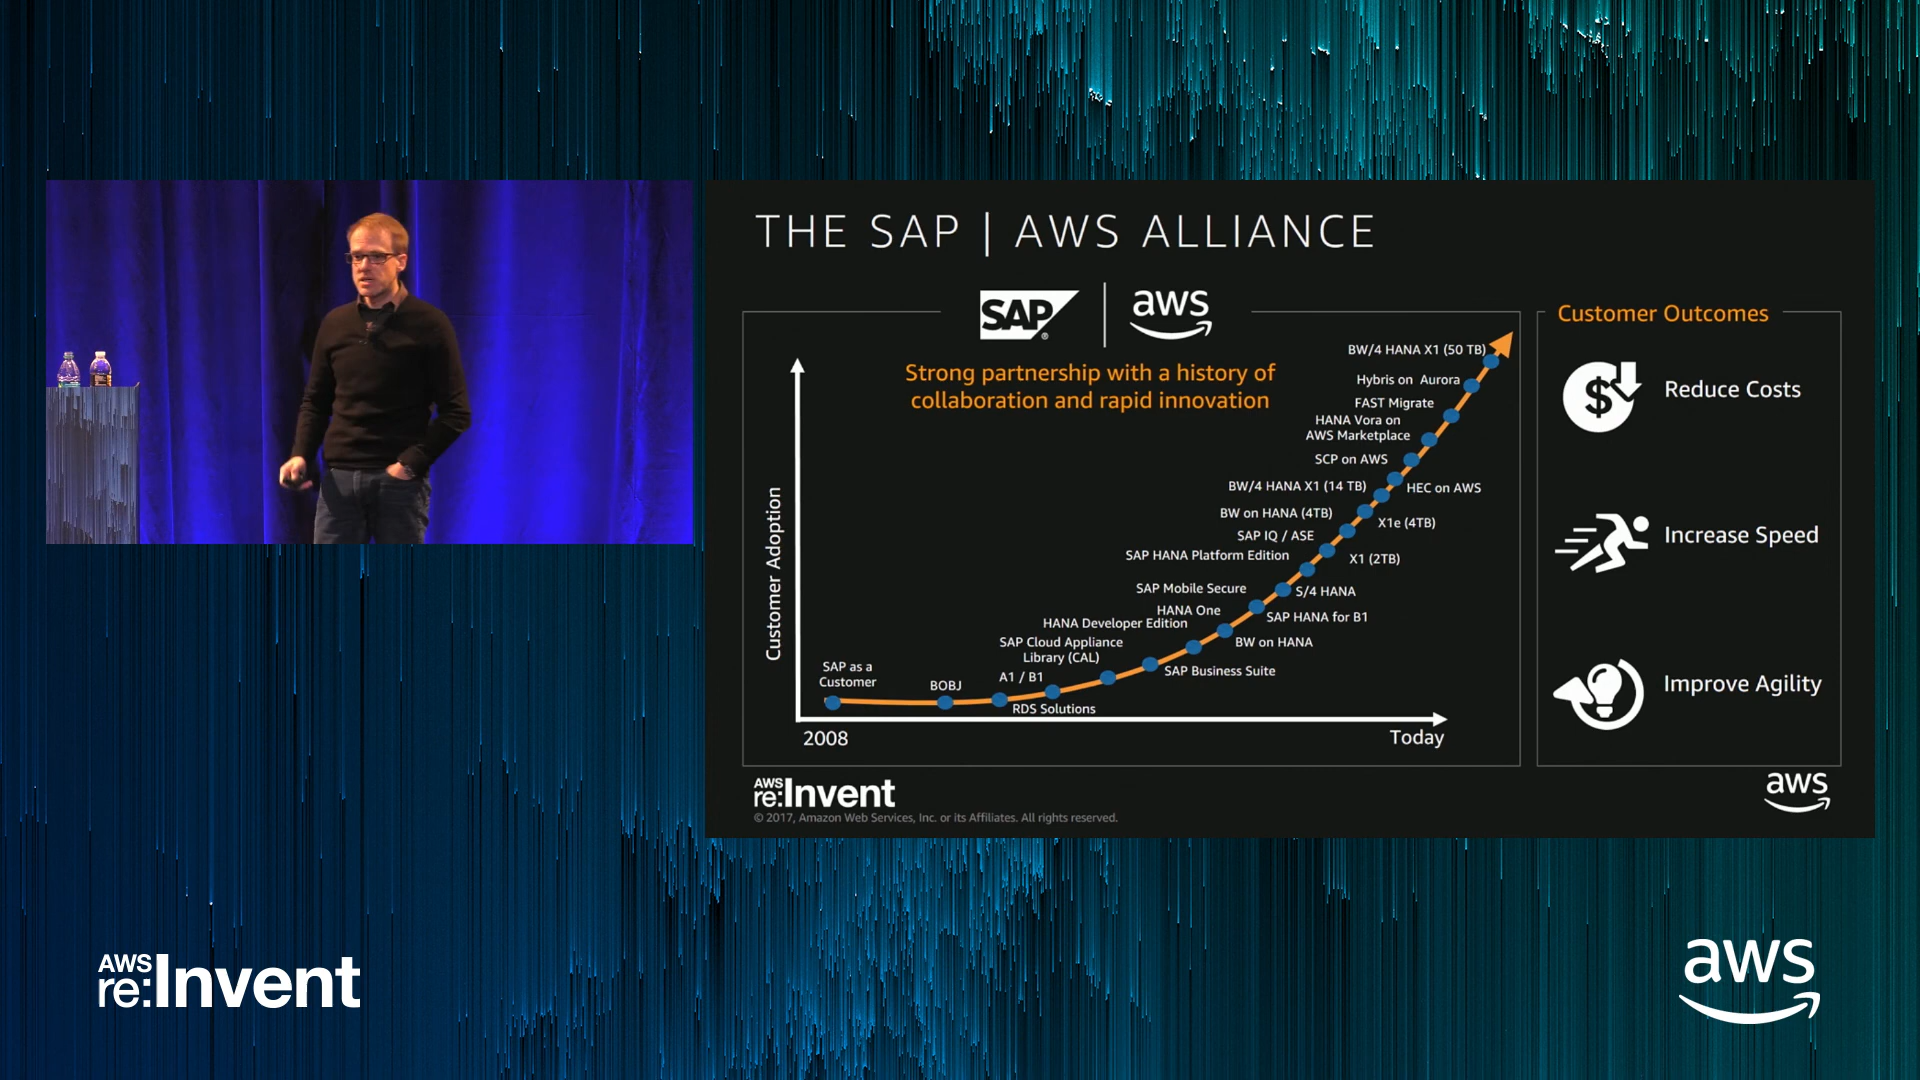 THE SAP | AWS ALLIANCE
SAP
®
aws
Strong partnership with a history of
collaboration and rapid innovation
Customer Adoption
SAP as a
Customer
BOBJ
A1 / B1
RDS Solutions
SAP Cloud Appliance
Library (CAL)
HANA Developer Edition
SAP Business Suite
HANA One
BW on HANA
SAP Mobile Secure
SAP HANA for B1
S/4 HANA
SAP HANA Platform Edition
X1 (2TB)
SAP IQ / ASE
BW on HANA (4TB)
X1e (4TB)
BW/4 HANA X1 (14 TB)
HEC on AWS
SCP on AWS
HANA Vora on
AWS Marketplace
FAST Migrate
Hybris on Aurora
BW/4 HANA X1 (50 TB)
2008
Today
Customer Outcomes
$
Reduce Costs
Increase Speed
Improve Agility
AWS
re:Invent
© 2017, Amazon Web Services, Inc. or its Affiliates. All rights reserved.
aws
AWS
re:Invent
aws